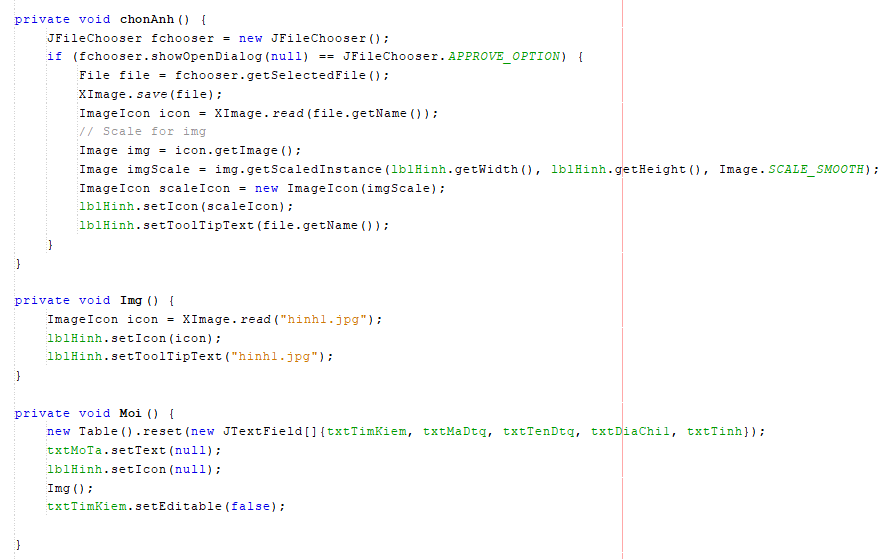 private void chonAnh() {
    JFileChooser fchooser = new JFileChooser();
    if (fchooser.showOpenDialog(null) == JFileChooser.APPROVE_OPTION) {
        File file = fchooser.getSelectedFile();
        XImage.save(file);
        ImageIcon icon = XImage.read(file.getName());
        // Scale for img
        Image img = icon.getImage();
        Image imgScale = img.getScaledInstance(lblHinh.getWidth(), lblHinh.getHeight(), Image.SCALE_SMOOTH);
        ImageIcon scaleIcon = new ImageIcon(imgScale);
        lblHinh.setIcon(scaleIcon);
        lblHinh.setToolTipText(file.getName());
    }
}

private void Img() {
    ImageIcon icon = XImage.read("hinh1.jpg");
    lblHinh.setIcon(icon);
    lblHinh.setToolTipText("hinh1.jpg");
}

private void Moi() {
    new Table().reset(new JTextField[]{txtTimKiem, txtMaDtq, txtTenDtq, txtDiaChi1, txtTinh});
    txtMoTa.setText(null);
    lblHinh.setIcon(null);
    Img();
    txtTimKiem.setEditable(false);

}